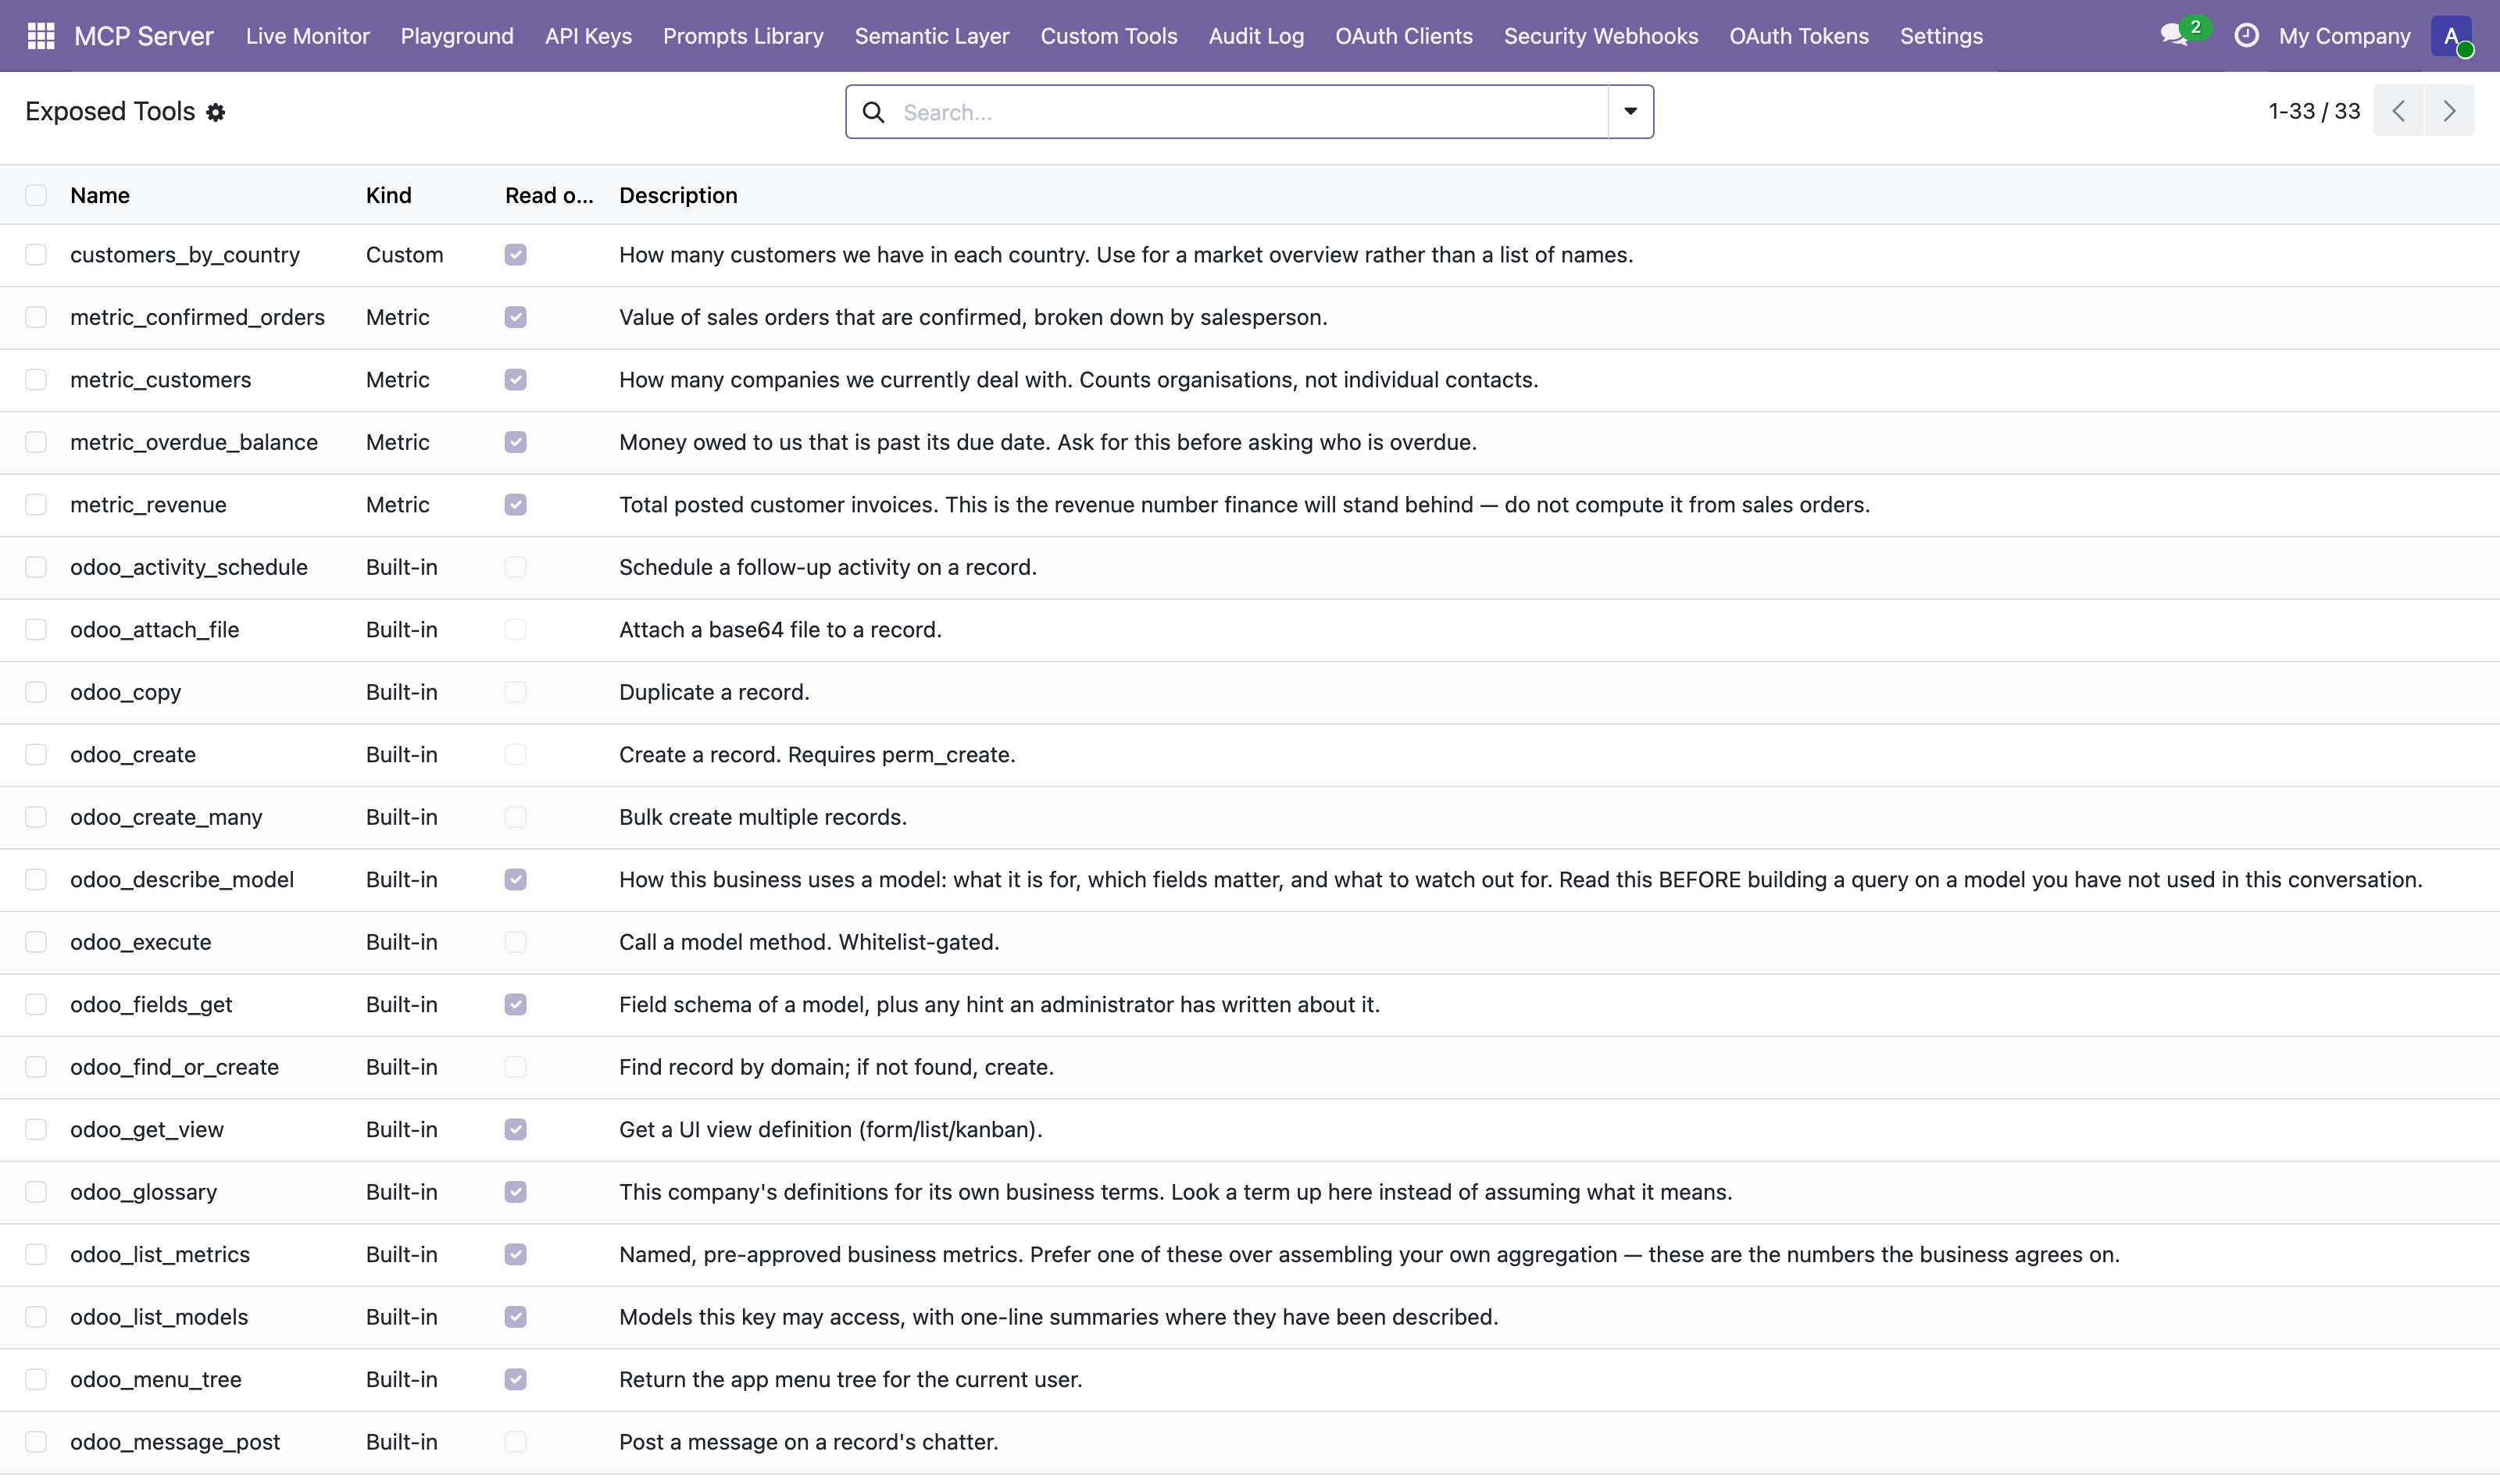 MCP Server Live Monitor Playground API Keys Prompts Library Semantic Layer Custom Tools Audit Log OAuth Clients Security Webhooks OAuth Tokens Settings 2 My Company A
Exposed Tools Search... 1-33 / 33
Name Kind Read o... Description
customers_by_country Custom How many customers we have in each country. Use for a market overview rather than a list of names.
metric_confirmed_orders Metric Value of sales orders that are confirmed, broken down by salesperson.
metric_customers Metric How many companies we currently deal with. Counts organisations, not individual contacts.
metric_overdue_balance Metric Money owed to us that is past its due date. Ask for this before asking who is overdue.
metric_revenue Metric Total posted customer invoices. This is the revenue number finance will stand behind — do not compute it from sales orders.
odoo_activity_schedule Built-in Schedule a follow-up activity on a record.
odoo_attach_file Built-in Attach a base64 file to a record.
odoo_copy Built-in Duplicate a record.
odoo_create Built-in Create a record. Requires perm_create.
odoo_create_many Built-in Bulk create multiple records.
odoo_describe_model Built-in How this business uses a model: what it is for, which fields matter, and what to watch out for. Read this BEFORE building a query on a model you have not used in this conversation.
odoo_execute Built-in Call a model method. Whitelist-gated.
odoo_fields_get Built-in Field schema of a model, plus any hint an administrator has written about it.
odoo_find_or_create Built-in Find record by domain; if not found, create.
odoo_get_view Built-in Get a UI view definition (form/list/kanban).
odoo_glossary Built-in This company's definitions for its own business terms. Look a term up here instead of assuming what it means.
odoo_list_metrics Built-in Named, pre-approved business metrics. Prefer one of these over assembling your own aggregation — these are the numbers the business agrees on.
odoo_list_models Built-in Models this key may access, with one-line summaries where they have been described.
odoo_menu_tree Built-in Return the app menu tree for the current user.
odoo_message_post Built-in Post a message on a record's chatter.